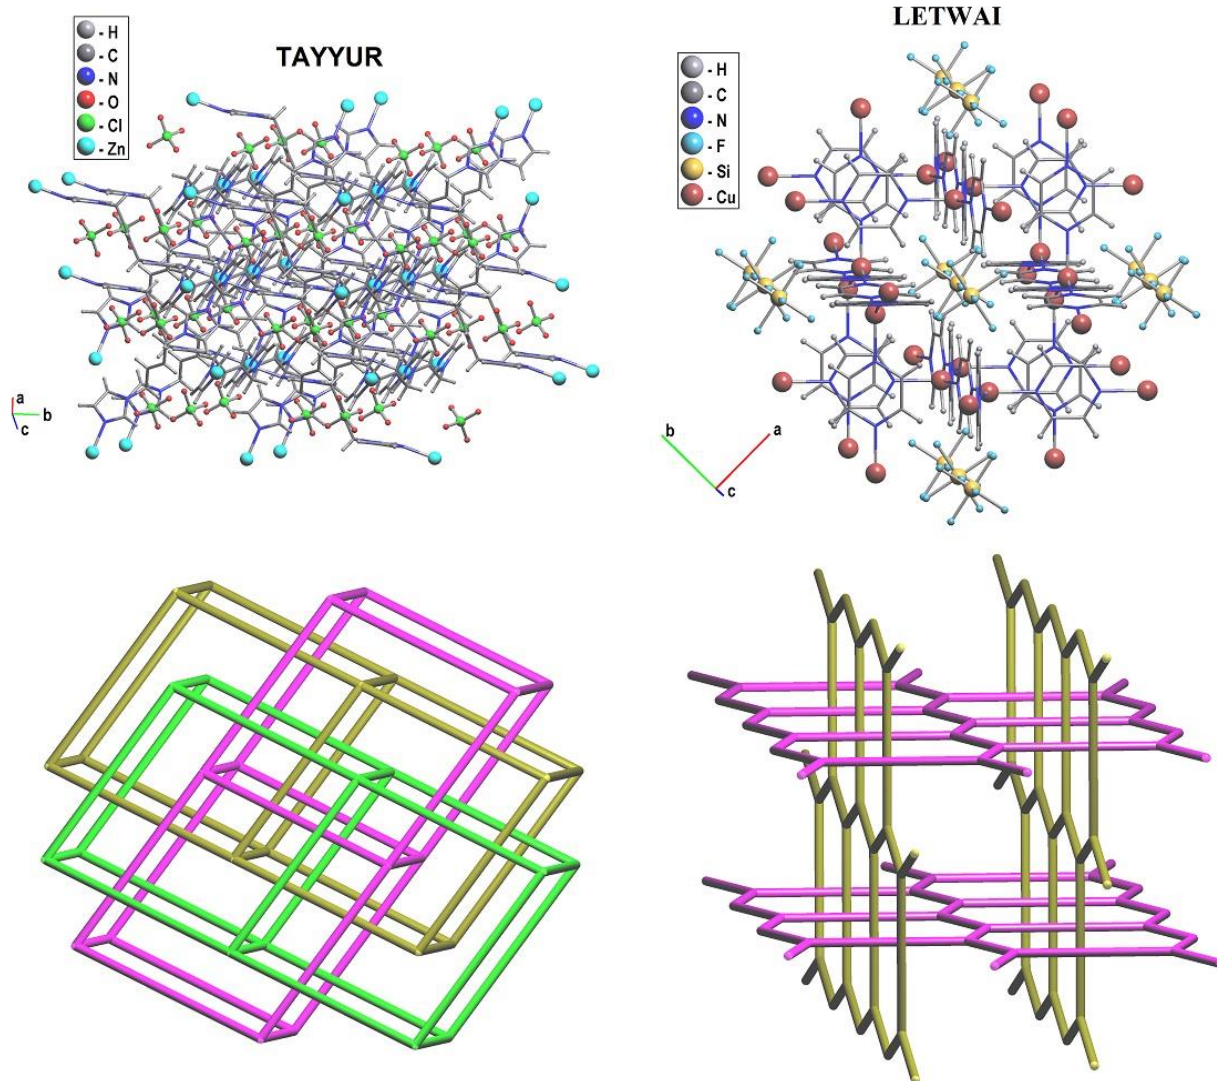 TAYYUR
- H
- C
- N
- O
- Cl
- Zn
a
b
c
LETWAI
- H
- C
- N
- F
- Si
- Cu
b
a
c